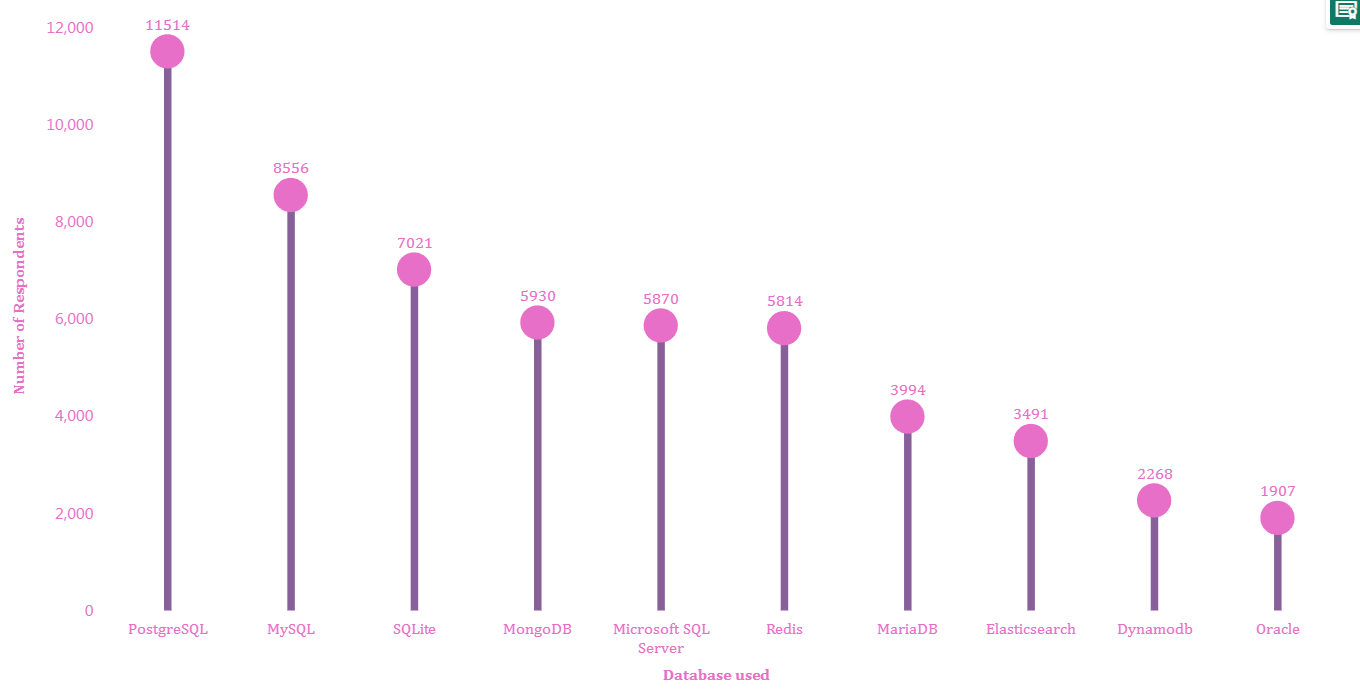 12,000
10,000
8,000
6,000
4,000
2,000
0
Number of Respondents
11514
8556
7021
5930
5870
5814
3994
3491
2268
1907
PostgreSQL
MySQL
SQLite
MongoDB
Microsoft SQL
Server
Redis
MariaDB
Elasticsearch
Dynamodb
Oracle
Database used